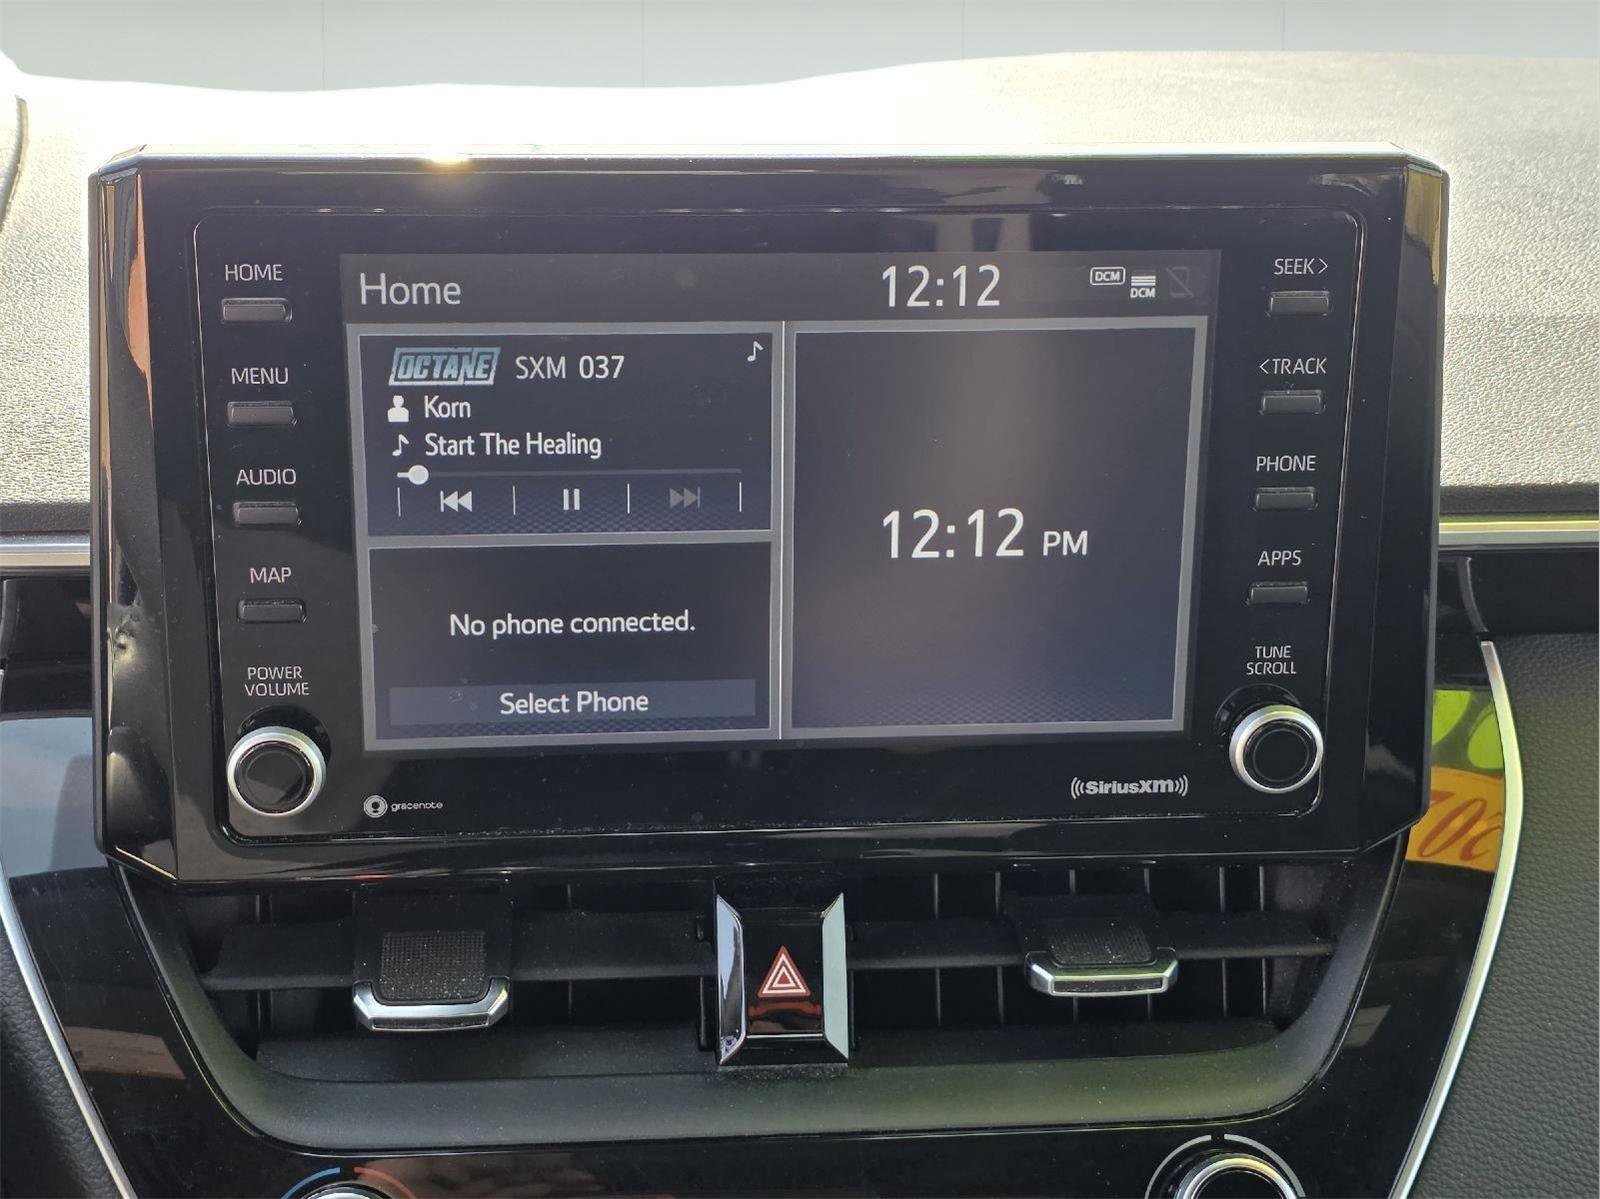 HOME
MENU
AUDIO
MAP
POWER
VOLUME
Home
12:12
DCM
DCM
OCTANE SXM 037
Korn
Start The Healing
No phone connected.
Select Phone
12:12 PM
SEEK >
< TRACK
PHONE
APPS
TUNE
SCROLL
gracenote
((SiriusXM))